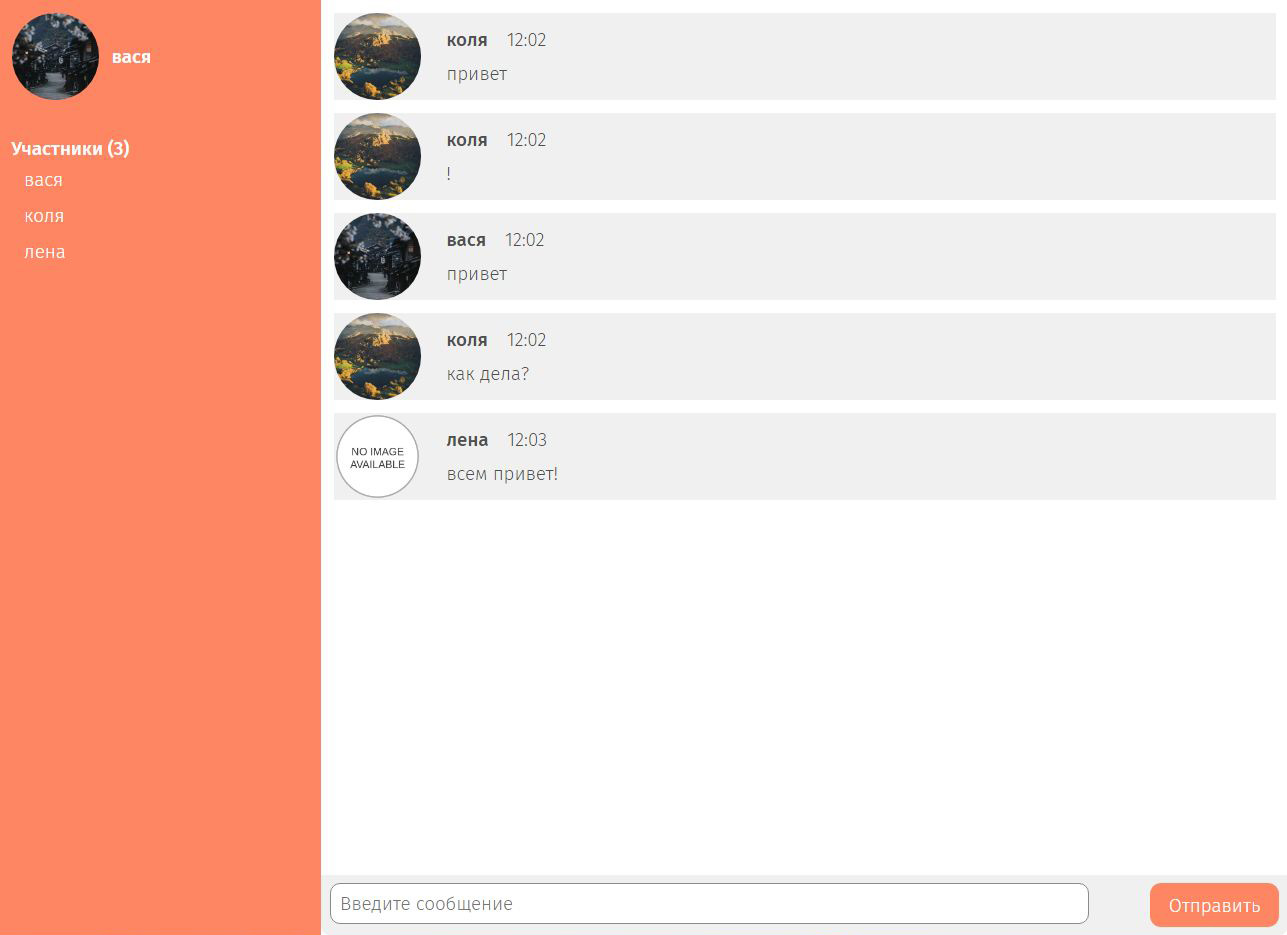 вася
Участники (3)
вася
коля
лена
коля 12:02
привет
коля 12:02
!
вася 12:02
привет
коля 12:02
как дела?
NO IMAGE
AVAILABLE
лена 12:03
всем привет!
Введите сообщение
Отправить